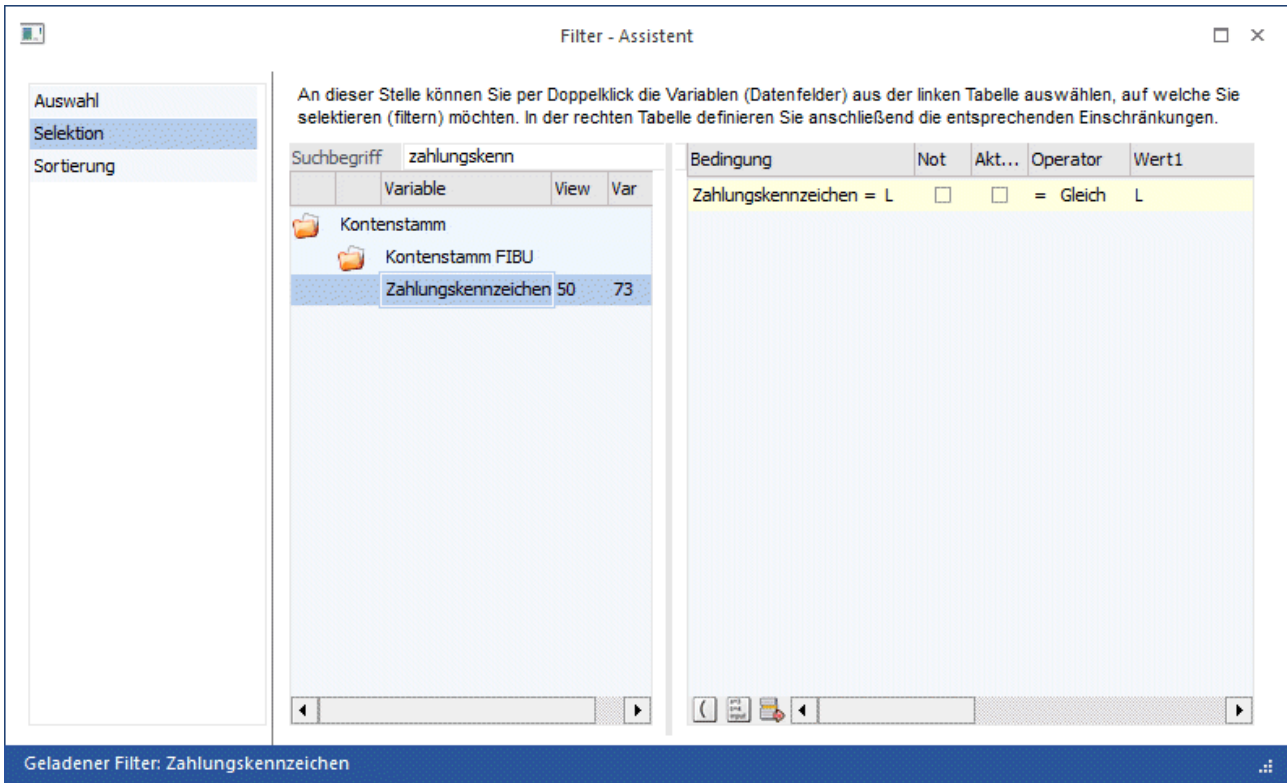 Filter - Assistent
Auswahl
Selektion
Sortierung
An dieser Stelle können Sie per Doppelklick die Variablen (Datenfelder) aus der linken Tabelle auswählen, auf welche Sie
selektieren (filtern) möchten. In der rechten Tabelle definieren Sie anschließend die entsprechenden Einschränkungen.
Suchbegriff zahlungskenn
Variable View Var
Kontenstamm
Kontenstamm FIBU
Zahlungskennzeichen 50 73
Bedingung Not Akt... Operator Wert1
Zahlungskennzeichen = L = Gleich L
(
Geladener Filter: Zahlungskennzeichen